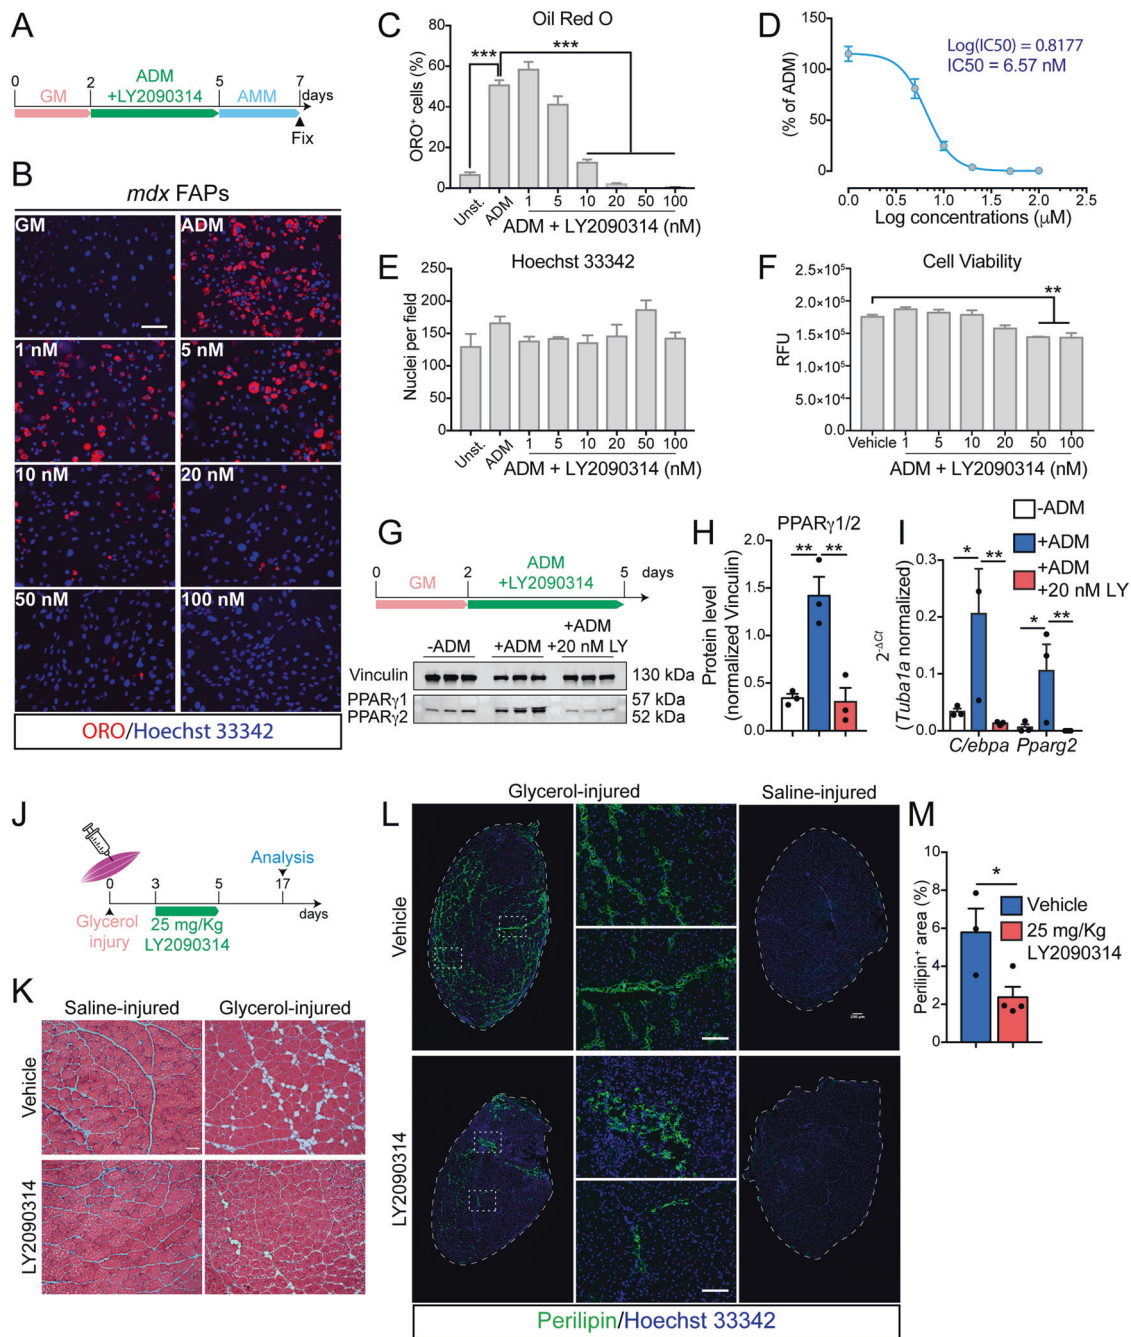 A
0 2 5 7 days
GM
ADM
+LY2090314
AMM
Fix
B
mdx FAPs
GM
ADM
1 nM
5 nM
10 nM
20 nM
50 nM
100 nM
ORO/Hoechst 33342
C
Oil Red O
***
***
ORO⁺ cells (%)
80
60
40
20
0
Unst. ADM 1 5 10 20 50 100
ADM + LY2090314 (nM)
D
Log(IC50) = 0.8177
IC50 = 6.57 nM
(% of ADM)
150
100
50
0
0.0 0.5 1.0 1.5 2.0 2.5
Log concentrations (μM)
E
Hoechst 33342
Nuclei per field
250
200
150
100
50
0
Unst. ADM 1 5 10 20 50 100
ADM + LY2090314 (nM)
F
Cell Viability
**
RFU
2.5×10⁵
2.0×10⁵
1.5×10⁵
1.0×10⁵
5.0×10⁴
0.0
Vehicle 1 5 10 20 50 100
ADM + LY2090314 (nM)
G
0 2 5 days
GM
ADM
+LY2090314
-ADM
+ADM
+ADM
+20 nM LY
Vinculin
130 kDa
PPARγ1
57 kDa
PPARγ2
52 kDa
H
PPARγ1/2
** **
Protein level
(normalized Vinculin)
2.0
1.5
1.0
0.5
0.0
I
-ADM
+ADM
+ADM
+20 nM LY
* **
* **
2^-ΔCt
(Tuba1a normalized)
0.3
0.2
0.1
0.0
C/ebpa Pparg2
J
0 3 5 17
days
Analysis
Glycerol
injury
25 mg/Kg
LY2090314
K
Saline-injured
Glycerol-injured
Vehicle
LY2090314
L
Glycerol-injured
Saline-injured
Vehicle
LY2090314
Perilipin/Hoechst 33342
M
*
Perilipin⁺ area (%)
10
8
6
4
2
0
Vehicle
25 mg/Kg
LY2090314